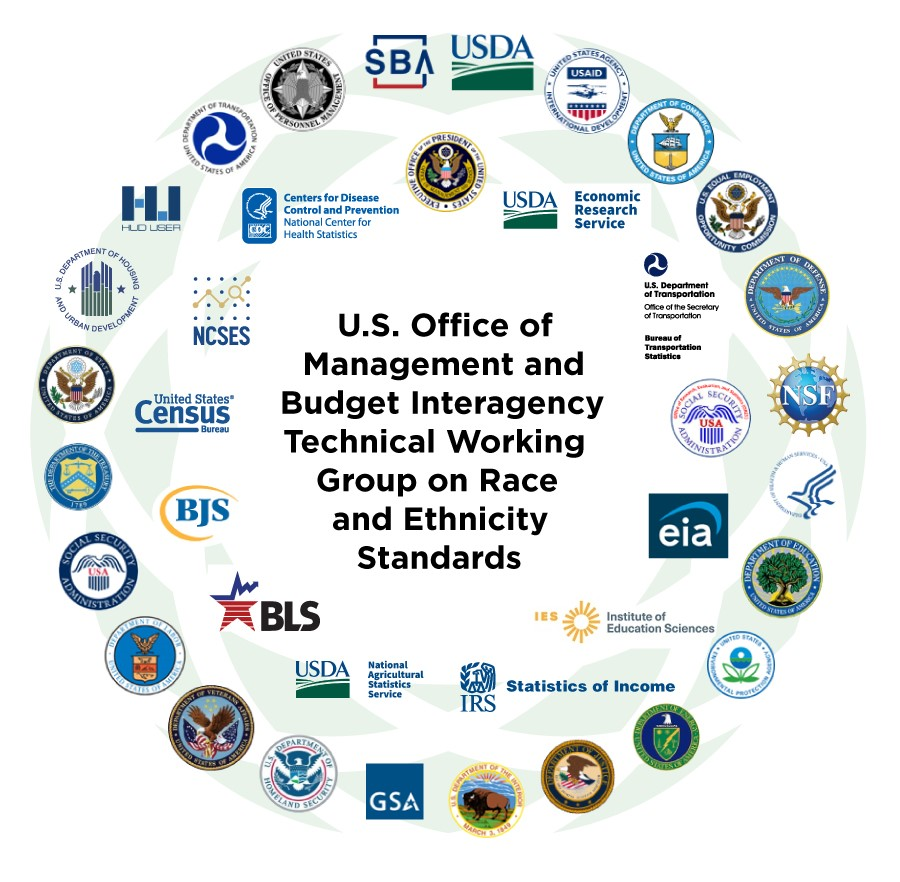 SBA
USDA
UNITED STATES
OFFICE OF PERSONNEL MANAGEMENT
UNITED STATES AGENCY
USAID
INTERNATIONAL DEVELOPMENT
DEPARTMENT OF TRANSPORTATION
UNITED STATES OF AMERICA
DEPARTMENT OF COMMERCE
UNITED STATES OF AMERICA
EXECUTIVE OFFICE OF THE PRESIDENT OF THE UNITED STATES
HUD USER
CDC
Centers for Disease
Control and Prevention
National Center for
Health Statistics
USDA
Economic
Research
Service
U.S. EQUAL EMPLOYMENT
OPPORTUNITY COMMISSION
U.S. DEPARTMENT OF HOUSING
AND URBAN DEVELOPMENT
NCSES
U.S. Department
of Transportation
Office of the Secretary
of Transportation
Bureau of
Transportation
Statistics
DEPARTMENT OF DEFENSE
UNITED STATES OF AMERICA
U.S. Office of
Management and
Budget Interagency
Technical Working
Group on Race
and Ethnicity
Standards
DEPARTMENT OF STATE
UNITED STATES OF AMERICA
United States®
Census
Bureau
SOCIAL SECURITY
USA
ADMINISTRATION
NSF
THE DEPARTMENT OF THE TREASURY
1789
BJS
eia
DEPARTMENT OF HEALTH & HUMAN SERVICES · USA
SOCIAL SECURITY
USA
ADMINISTRATION
DEPARTMENT OF EDUCATION
UNITED STATES OF AMERICA
BLS
IES
Institute of
Education Sciences
DEPARTMENT OF LABOR
UNITED STATES OF AMERICA
UNITED STATES
ENVIRONMENTAL PROTECTION AGENCY
USDA
National
Agricultural
Statistics
Service
IRS
Statistics of Income
DEPARTMENT OF VETERANS AFFAIRS
UNITED STATES OF AMERICA
DEPARTMENT OF ENERGY
UNITED STATES OF AMERICA
U.S. DEPARTMENT OF
HOMELAND SECURITY
GSA
U.S. DEPARTMENT OF THE INTERIOR
MARCH 3, 1849
DEPARTMENT OF JUSTICE